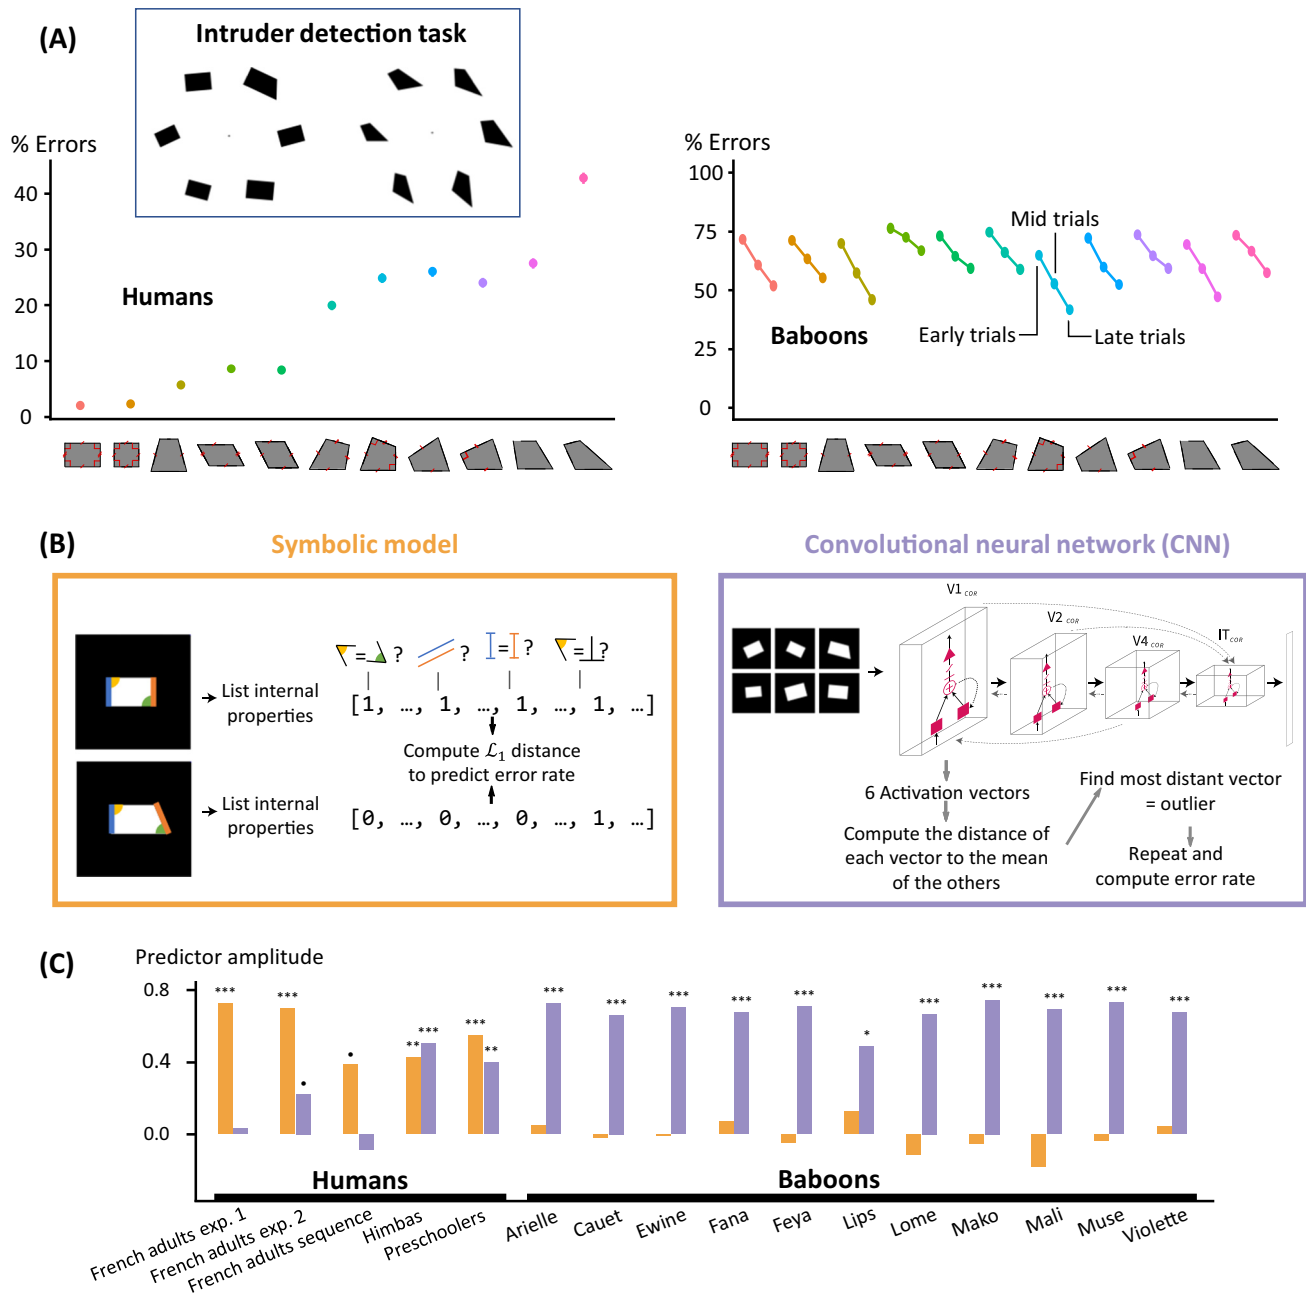 (A)
Intruder detection task
% Errors
40
30
20
10
0
Humans
% Errors
100
75
50
25
0
Mid trials
Early trials
Late trials
Baboons
(B)
Symbolic model
= ?
?
= ?
= ?
List internal
properties
[1, …, 1, …, 1, …, 1, …]
Compute ℒ1 distance
to predict error rate
List internal
properties
[0, …, 0, …, 0, …, 1, …]
Convolutional neural network (CNN)
V1 COR
V2 COR
V4 COR
IT COR
6 Activation vectors
Compute the distance of
each vector to the mean
of the others
Find most distant vector
= outlier
Repeat and
compute error rate
(C)
Predictor amplitude
0.8
0.4
0.0
***
***
•
•
**
***
***
**
***
***
***
***
***
*
***
***
***
***
***
Humans
Baboons
French adults exp. 1
French adults exp. 2
French adults sequence
Himbas
Preschoolers
Arielle
Cauet
Ewine
Fana
Feya
Lips
Lome
Mako
Mali
Muse
Violette